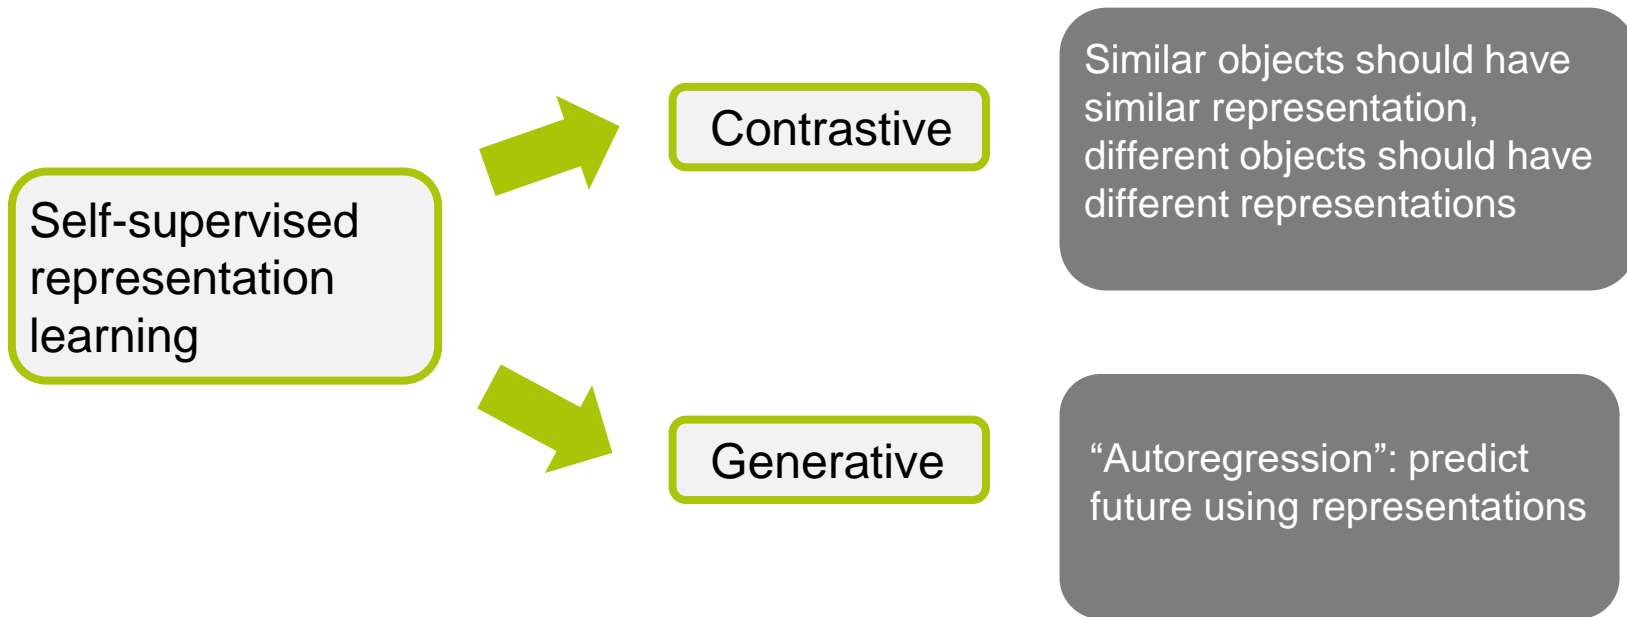 Self-supervised
representation
learning
Contrastive
Similar objects should have
similar representation,
different objects should have
different representations
Generative
“Autoregression”: predict
future using representations